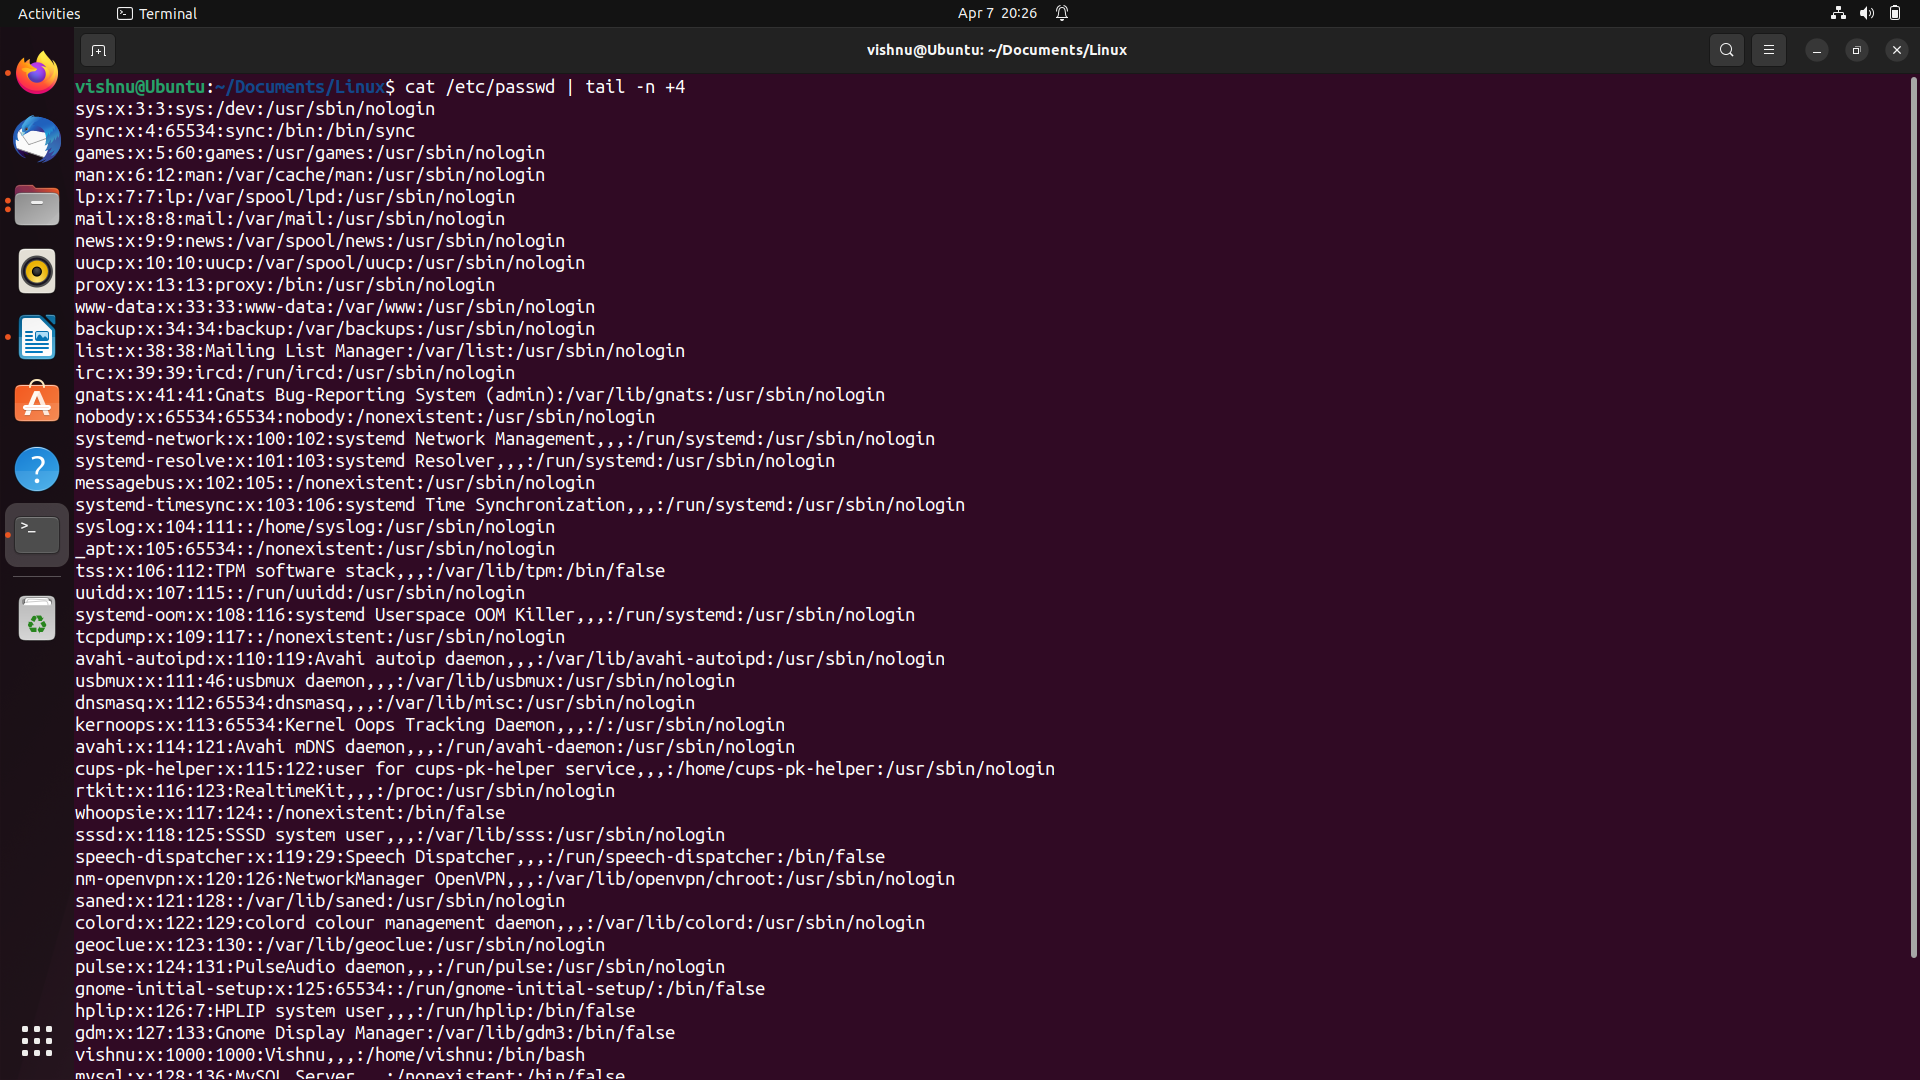 Activities
Terminal
Apr 7 20:26
vishnu@Ubuntu: ~/Documents/Linux
vishnu@Ubuntu:~/Documents/Linux$ cat /etc/passwd | tail -n +4
sys:x:3:3:sys:/dev:/usr/sbin/nologin
sync:x:4:65534:sync:/bin:/bin/sync
games:x:5:60:games:/usr/games:/usr/sbin/nologin
man:x:6:12:man:/var/cache/man:/usr/sbin/nologin
lp:x:7:7:lp:/var/spool/lpd:/usr/sbin/nologin
mail:x:8:8:mail:/var/mail:/usr/sbin/nologin
news:x:9:9:news:/var/spool/news:/usr/sbin/nologin
uucp:x:10:10:uucp:/var/spool/uucp:/usr/sbin/nologin
proxy:x:13:13:proxy:/bin:/usr/sbin/nologin
www-data:x:33:33:www-data:/var/www:/usr/sbin/nologin
backup:x:34:34:backup:/var/backups:/usr/sbin/nologin
list:x:38:38:Mailing List Manager:/var/list:/usr/sbin/nologin
irc:x:39:39:ircd:/run/ircd:/usr/sbin/nologin
gnats:x:41:41:Gnats Bug-Reporting System (admin):/var/lib/gnats:/usr/sbin/nologin
nobody:x:65534:65534:nobody:/nonexistent:/usr/sbin/nologin
systemd-network:x:100:102:systemd Network Management,,,:/run/systemd:/usr/sbin/nologin
systemd-resolve:x:101:103:systemd Resolver,,,:/run/systemd:/usr/sbin/nologin
messagebus:x:102:105::/nonexistent:/usr/sbin/nologin
systemd-timesync:x:103:106:systemd Time Synchronization,,,:/run/systemd:/usr/sbin/nologin
syslog:x:104:111::/home/syslog:/usr/sbin/nologin
_apt:x:105:65534::/nonexistent:/usr/sbin/nologin
tss:x:106:112:TPM software stack,,,:/var/lib/tpm:/bin/false
uuidd:x:107:115::/run/uuidd:/usr/sbin/nologin
systemd-oom:x:108:116:systemd Userspace OOM Killer,,,:/run/systemd:/usr/sbin/nologin
tcpdump:x:109:117::/nonexistent:/usr/sbin/nologin
avahi-autoipd:x:110:119:Avahi autoip daemon,,,:/var/lib/avahi-autoipd:/usr/sbin/nologin
usbmux:x:111:46:usbmux daemon,,,:/var/lib/usbmux:/usr/sbin/nologin
dnsmasq:x:112:65534:dnsmasq,,,:/var/lib/misc:/usr/sbin/nologin
kernoops:x:113:65534:Kernel Oops Tracking Daemon,,,:/:/usr/sbin/nologin
avahi:x:114:121:Avahi mDNS daemon,,,:/run/avahi-daemon:/usr/sbin/nologin
cups-pk-helper:x:115:122:user for cups-pk-helper service,,,:/home/cups-pk-helper:/usr/sbin/nologin
rtkit:x:116:123:RealtimeKit,,,:/proc:/usr/sbin/nologin
whoopsie:x:117:124::/nonexistent:/bin/false
sssd:x:118:125:SSSD system user,,,:/var/lib/sss:/usr/sbin/nologin
speech-dispatcher:x:119:29:Speech Dispatcher,,,:/run/speech-dispatcher:/bin/false
nm-openvpn:x:120:126:NetworkManager OpenVPN,,,:/var/lib/openvpn/chroot:/usr/sbin/nologin
saned:x:121:128::/var/lib/saned:/usr/sbin/nologin
colord:x:122:129:colord colour management daemon,,,:/var/lib/colord:/usr/sbin/nologin
geoclue:x:123:130::/var/lib/geoclue:/usr/sbin/nologin
pulse:x:124:131:PulseAudio daemon,,,:/run/pulse:/usr/sbin/nologin
gnome-initial-setup:x:125:65534::/run/gnome-initial-setup/:/bin/false
hplip:x:126:7:HPLIP system user,,,:/run/hplip:/bin/false
gdm:x:127:133:Gnome Display Manager:/var/lib/gdm3:/bin/false
vishnu:x:1000:1000:Vishnu,,,:/home/vishnu:/bin/bash
mysql:x:128:136:MySQL Server,,,:/nonexistent:/bin/false